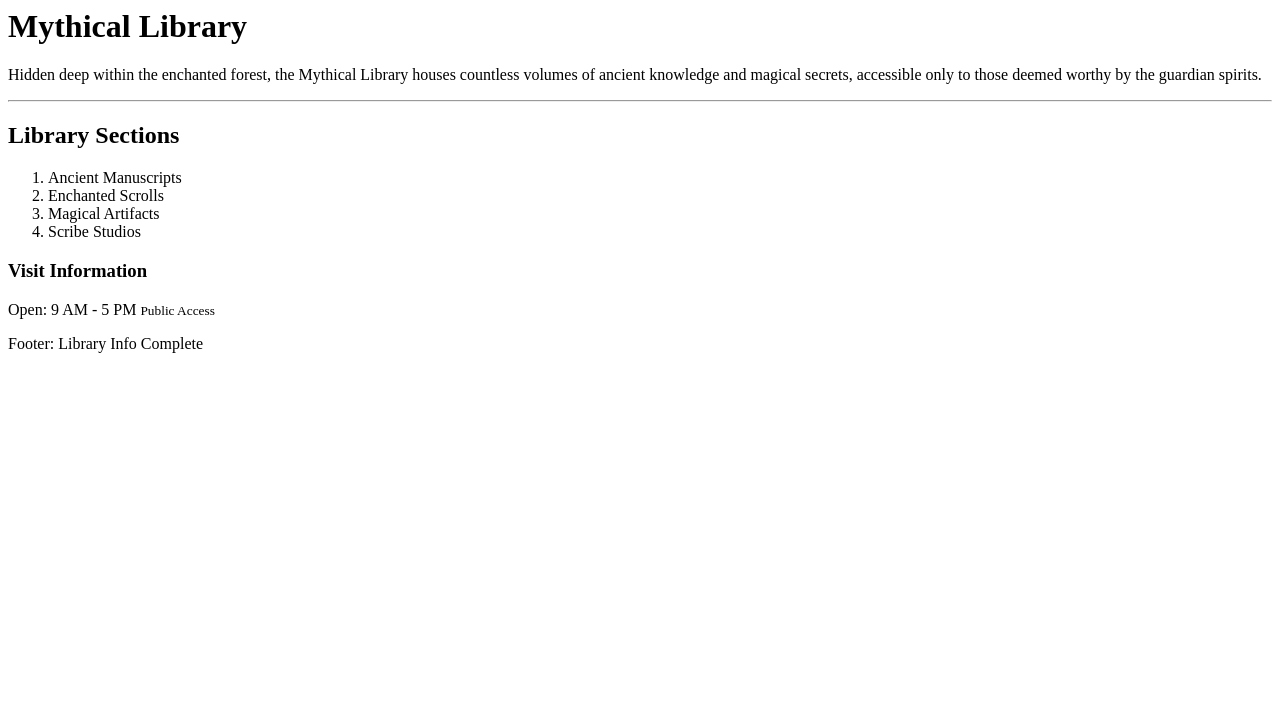 Mythical Library
Hidden deep within the enchanted forest, the Mythical Library houses countless volumes of ancient knowledge and magical secrets, accessible only to those deemed worthy by the guardian spirits.
Library Sections
1. Ancient Manuscripts
2. Enchanted Scrolls
3. Magical Artifacts
4. Scribe Studios
Visit Information
Open: 9 AM - 5 PM Public Access
Footer: Library Info Complete